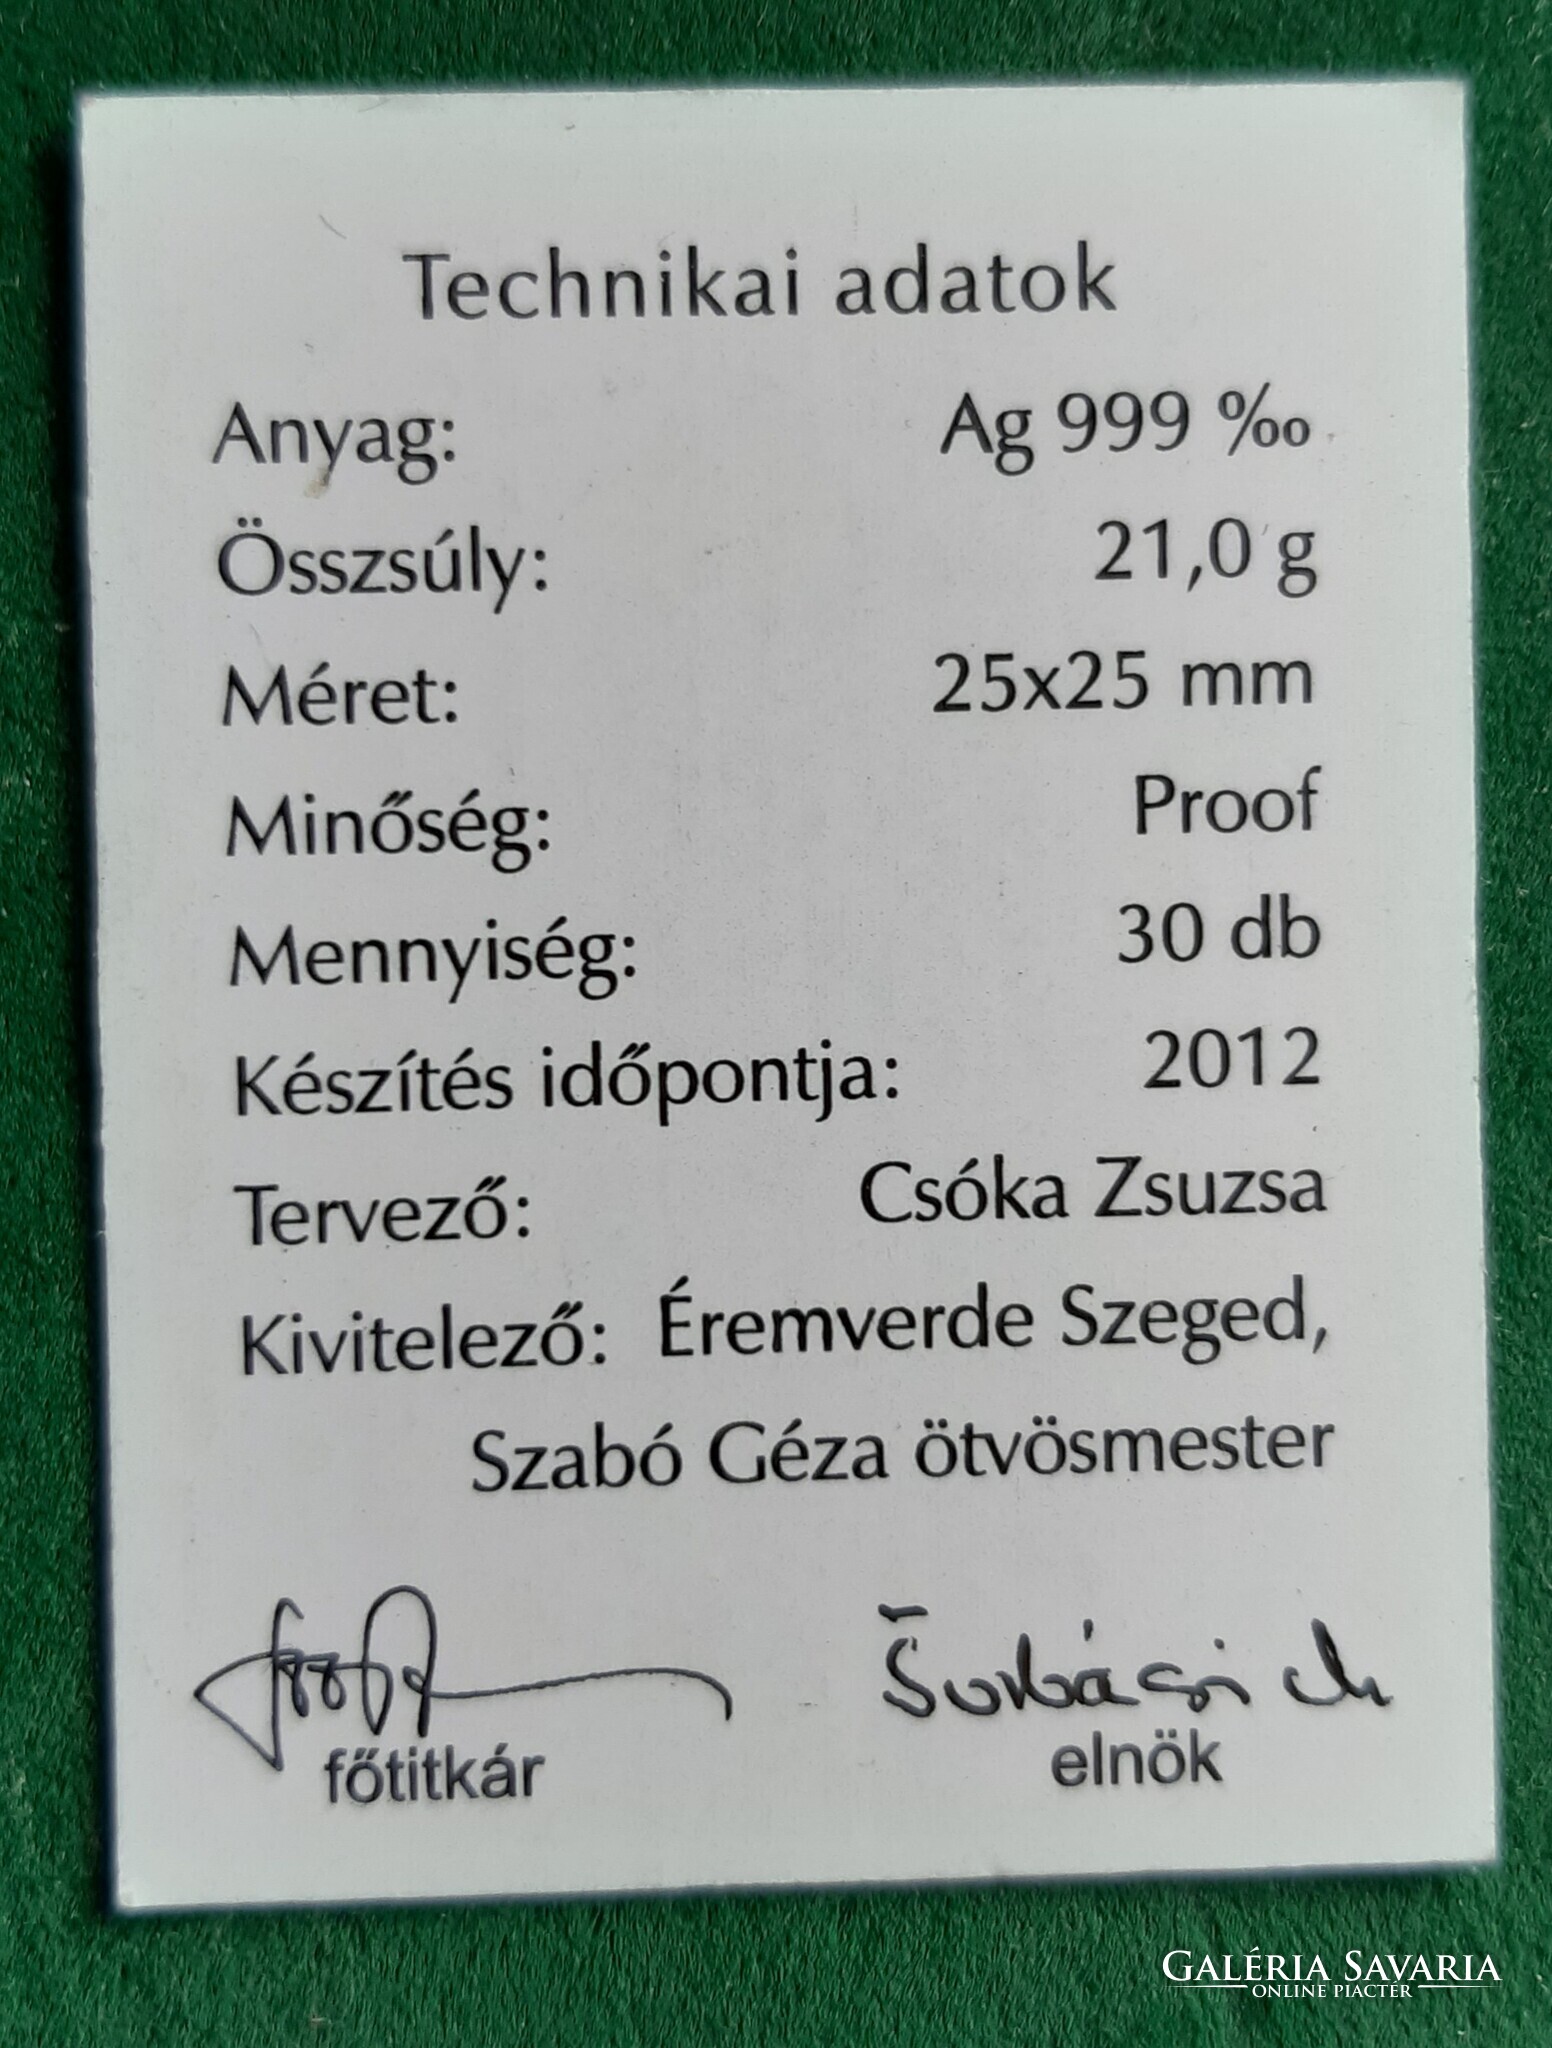 Technikai adatok
Anyag: Ag 999 ‰
Összsúly: 21,0 g
Méret: 25x25 mm
Minőség: Proof
Mennyiség: 30 db
Készítés időpontja: 2012
Tervező: Csóka Zsuzsa
Kivitelező: Éremverde Szeged,
Szabó Géza ötvösmester
főtitkár elnök
GALÉRIA SAVARIA
ONLINE PIACTÉR